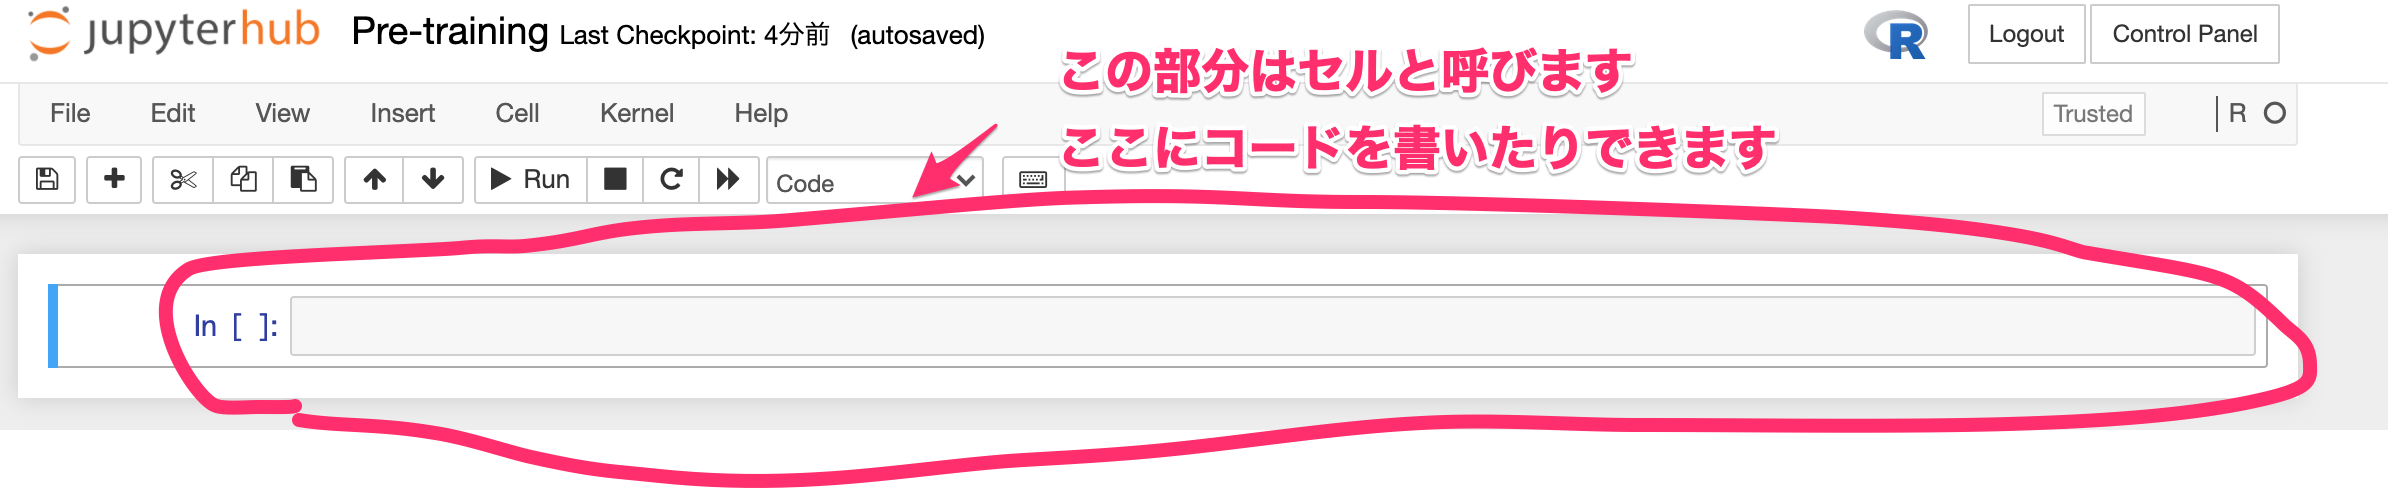 jupyterhub Pre-training Last Checkpoint: 4分前 (autosaved)
R Logout Control Panel
この部分はセルと呼びます
File Edit View Insert Cell Kernel Help
Trusted R
ここにコードを書いたりできます
Run Code
In [ ]: